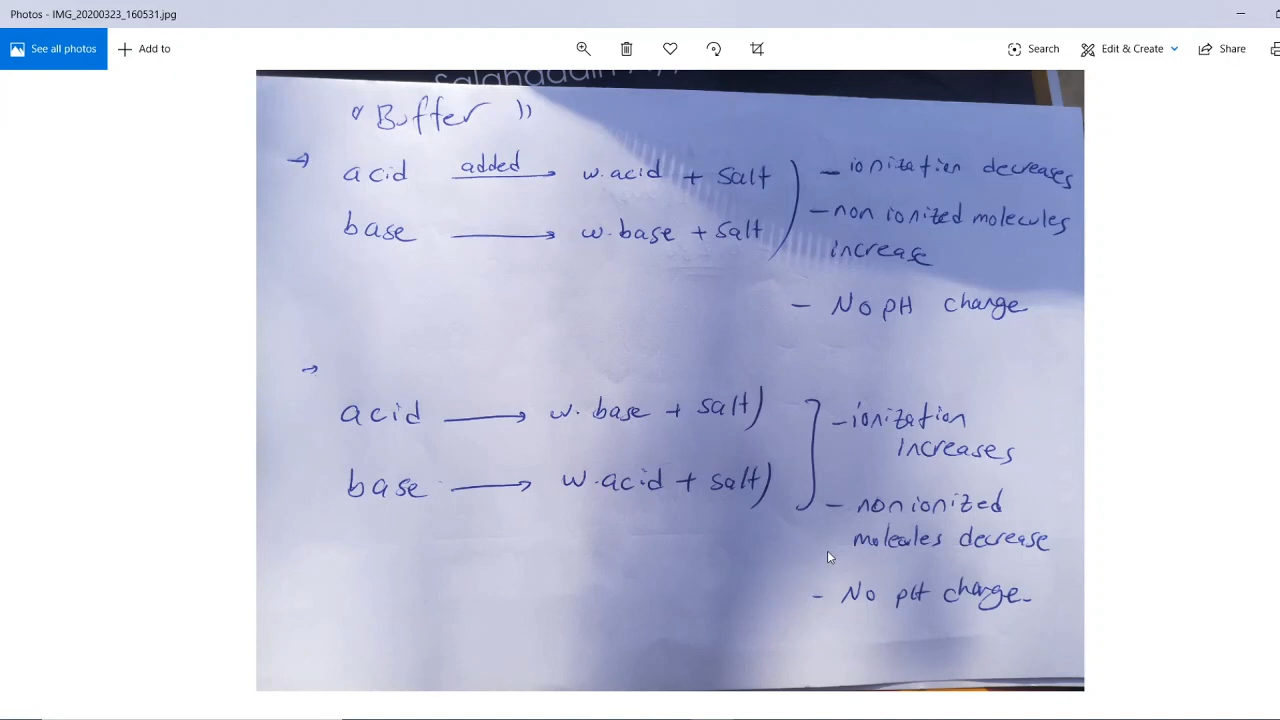 Photos - IMG_20200323_160531.jpg
See all photos
Add to
Search
Edit & Create
Share
"Buffer"
→ acid added→ w.acid + salt
base → w.base + salt
- ionization decreases
- non ionized molecules
increase
- No pH change
→
acid → w. base + salt)
base → w.acid + salt)
- ionization
increases
- nonionized
molecules decrease
- No pH change-